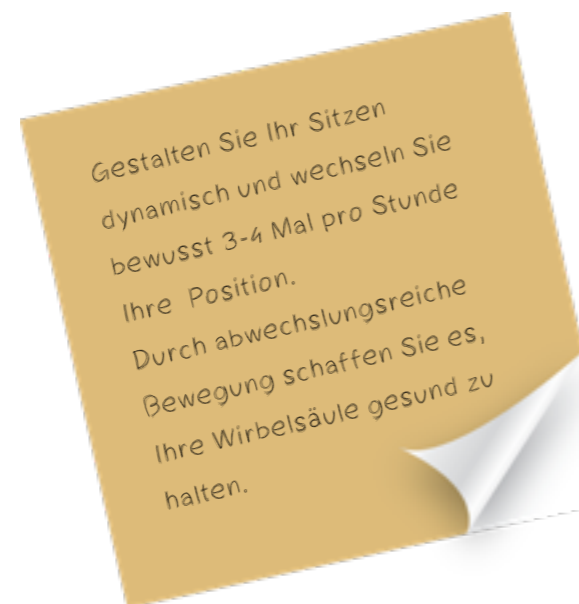 Gestalten Sie Ihr Sitzen
dynamisch und wechseln Sie
bewusst 3-4 Mal pro Stunde
Ihre Position.
Durch abwechslungsreiche
Bewegung schaffen Sie es,
Ihre Wirbelsäule gesund zu
halten.